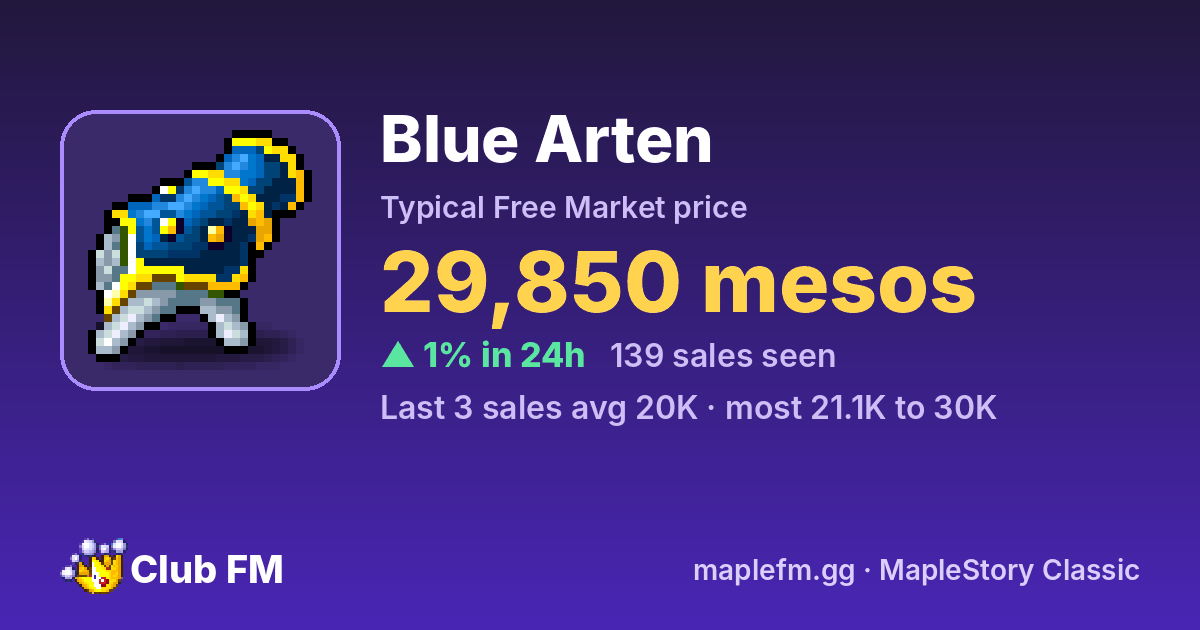 Blue Arten
Typical Free Market price
29,850 mesos
▲ 1% in 24h 139 sales seen
Last 3 sales avg 20K · most 21.1K to 30K
Club FM
maplefm.gg · MapleStory Classic